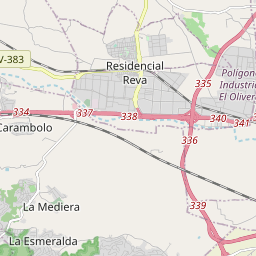 V-383
Residencial
Reva
335
Polígono
Industria
El Olivera
334
337
338
340
341
Carambolo
336
La Mediera
339
La Esmeralda